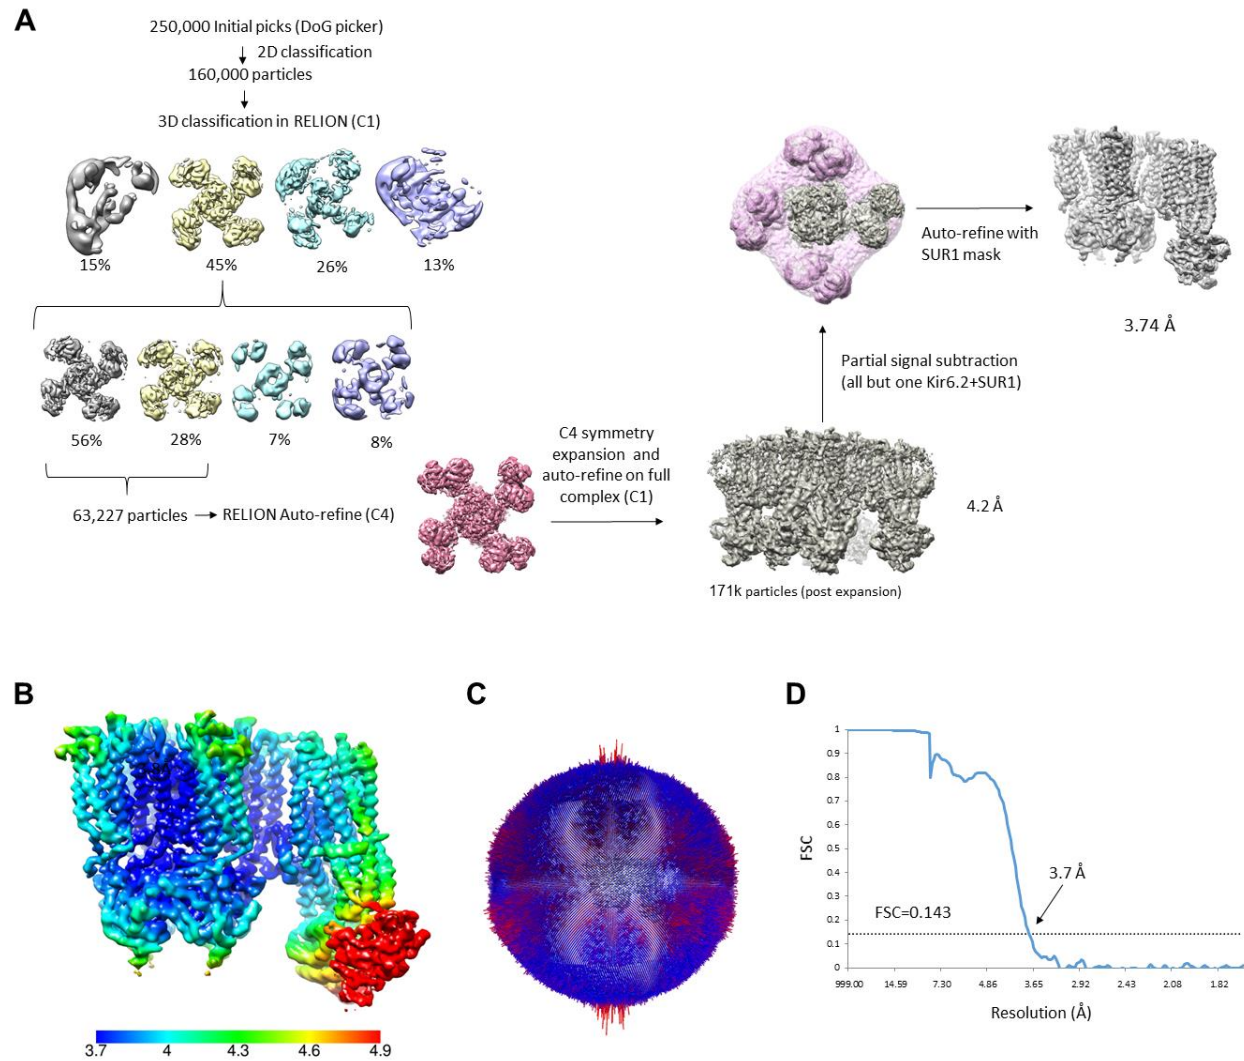 A
250,000 Initial picks (DoG picker)
2D classification
160,000 particles
3D classification in RELION (C1)
15%
45%
26%
13%
56%
28%
7%
8%
63,227 particles
RELION Auto-refine (C4)
C4 symmetry
expansion and
auto-refine on full
complex (C1)
171k particles (post expansion)
4.2 Å
Partial signal subtraction
(all but one Kir6.2+SUR1)
Auto-refine with
SUR1 mask
3.74 Å
B
3.7
4
4.3
4.6
4.9
C
D
1
0.9
0.8
0.7
0.6
0.5
0.4
0.3
0.2
0.1
0
FSC
FSC=0.143
3.7 Å
999.00
14.59
7.30
4.86
3.65
2.92
2.43
2.08
1.82
Resolution (Å)